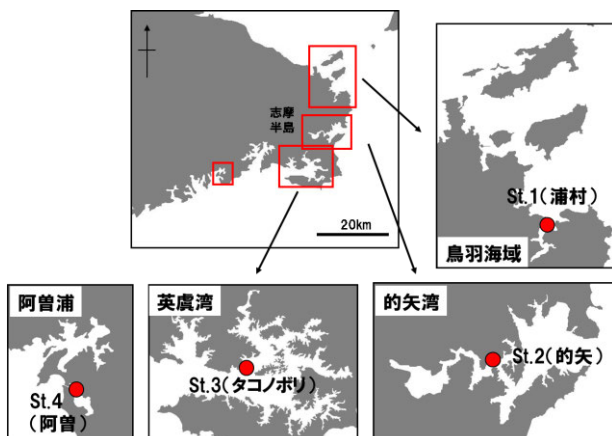 志摩
半島
20km
St.1(浦村)
鳥羽海域
阿曽浦
St.4
(阿曽)
英虞湾
St.3(タコノボリ)
的矢湾
St.2(的矢)